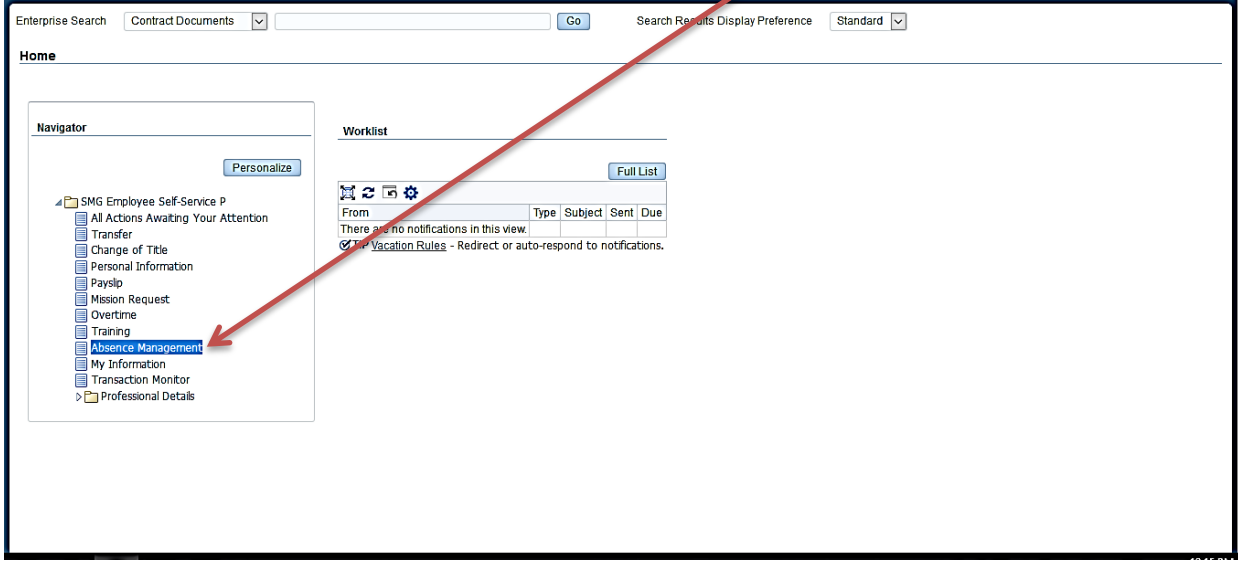 Enterprise Search Contract Documents Go Search Results Display Preference Standard
Home
Navigator
Personalize
SMG Employee Self-Service P
All Actions Awaiting Your Attention
Transfer
Change of Title
Personal Information
Payslip
Mission Request
Overtime
Training
Absence Management
My Information
Transaction Monitor
Professional Details
Worklist
Full List
From Type Subject Sent Due
There are no notifications in this view.
TIP Vacation Rules - Redirect or auto-respond to notifications.